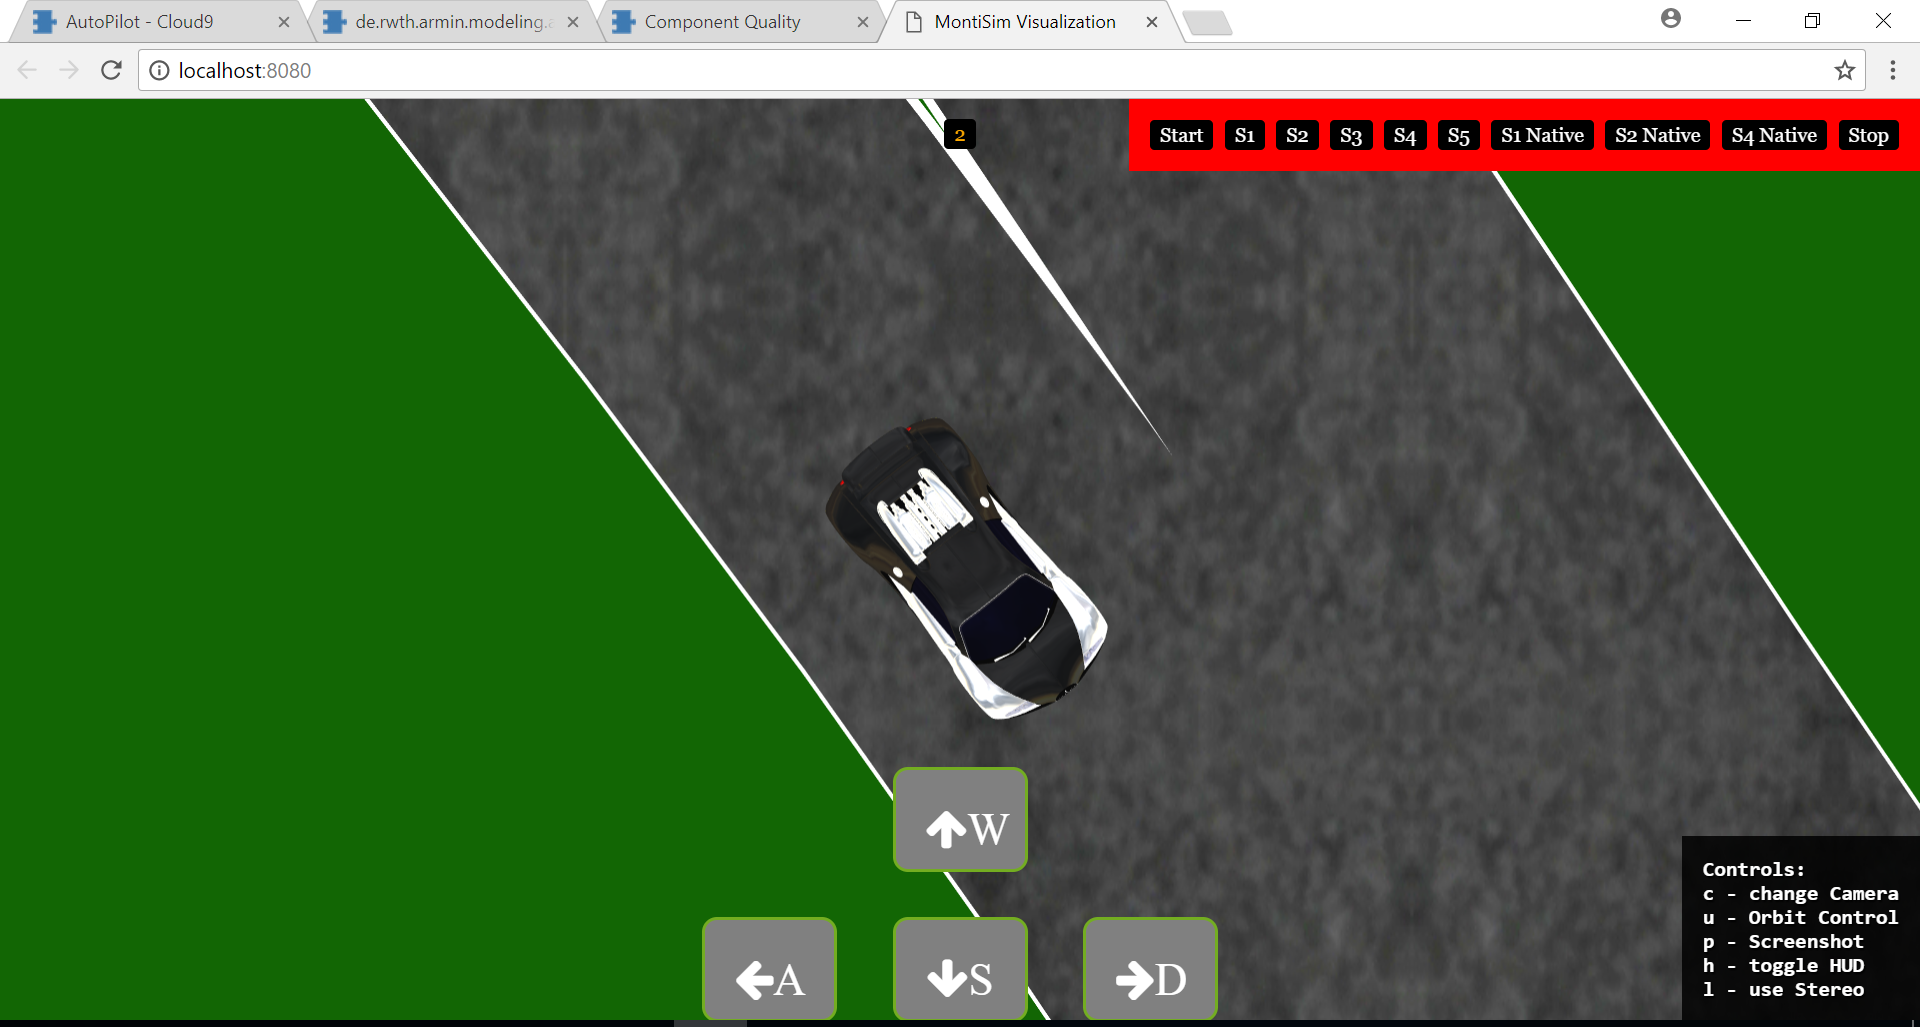 AutoPilot - Cloud9
de.rwth.armin.modeling.a
Component Quality
MontiSim Visualization
localhost:8080
2
Start S1 S2 S3 S4 S5 S1 Native S2 Native S4 Native Stop
W
A
S
D
Controls:
c - change Camera
u - Orbit Control
p - Screenshot
h - toggle HUD
l - use Stereo